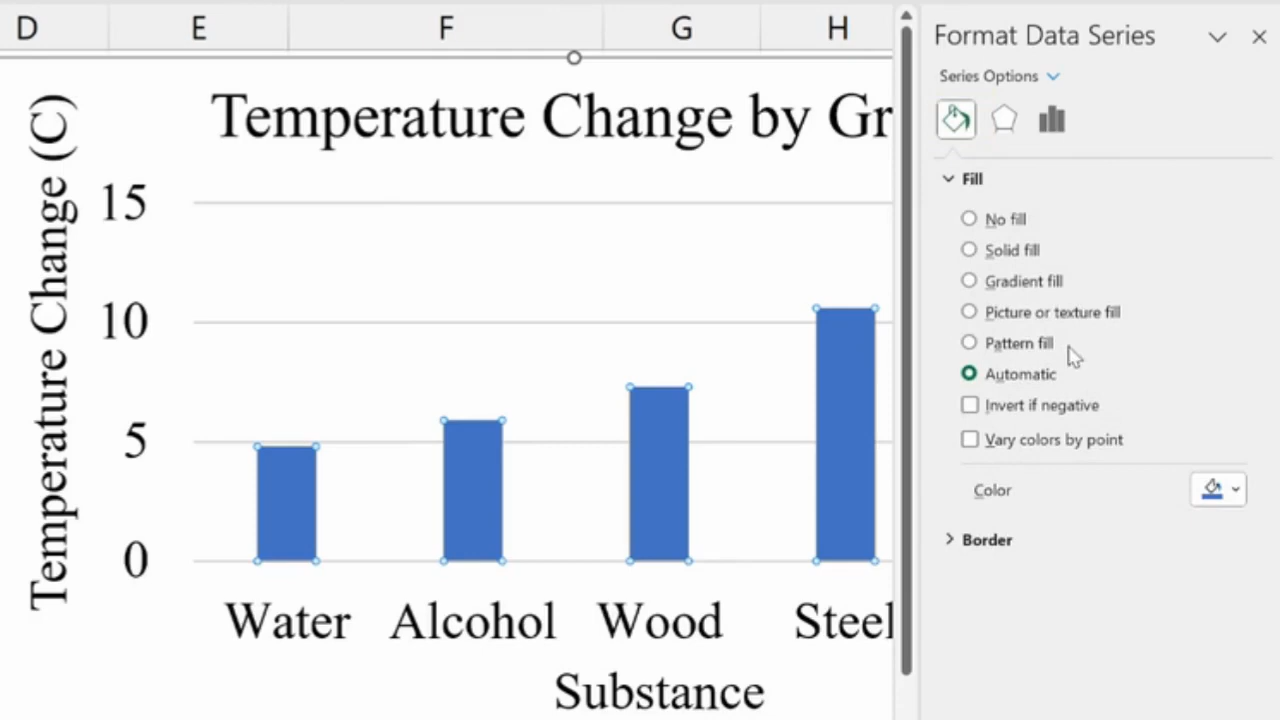 D E F G H
Format Data Series
Series Options
Temperature Change by Gr
Temperature Change (C)
15
10
5
0
Water Alcohol Wood Steel
Substance
Fill
No fill
Solid fill
Gradient fill
Picture or texture fill
Pattern fill
Automatic
Invert if negative
Vary colors by point
Color
Border